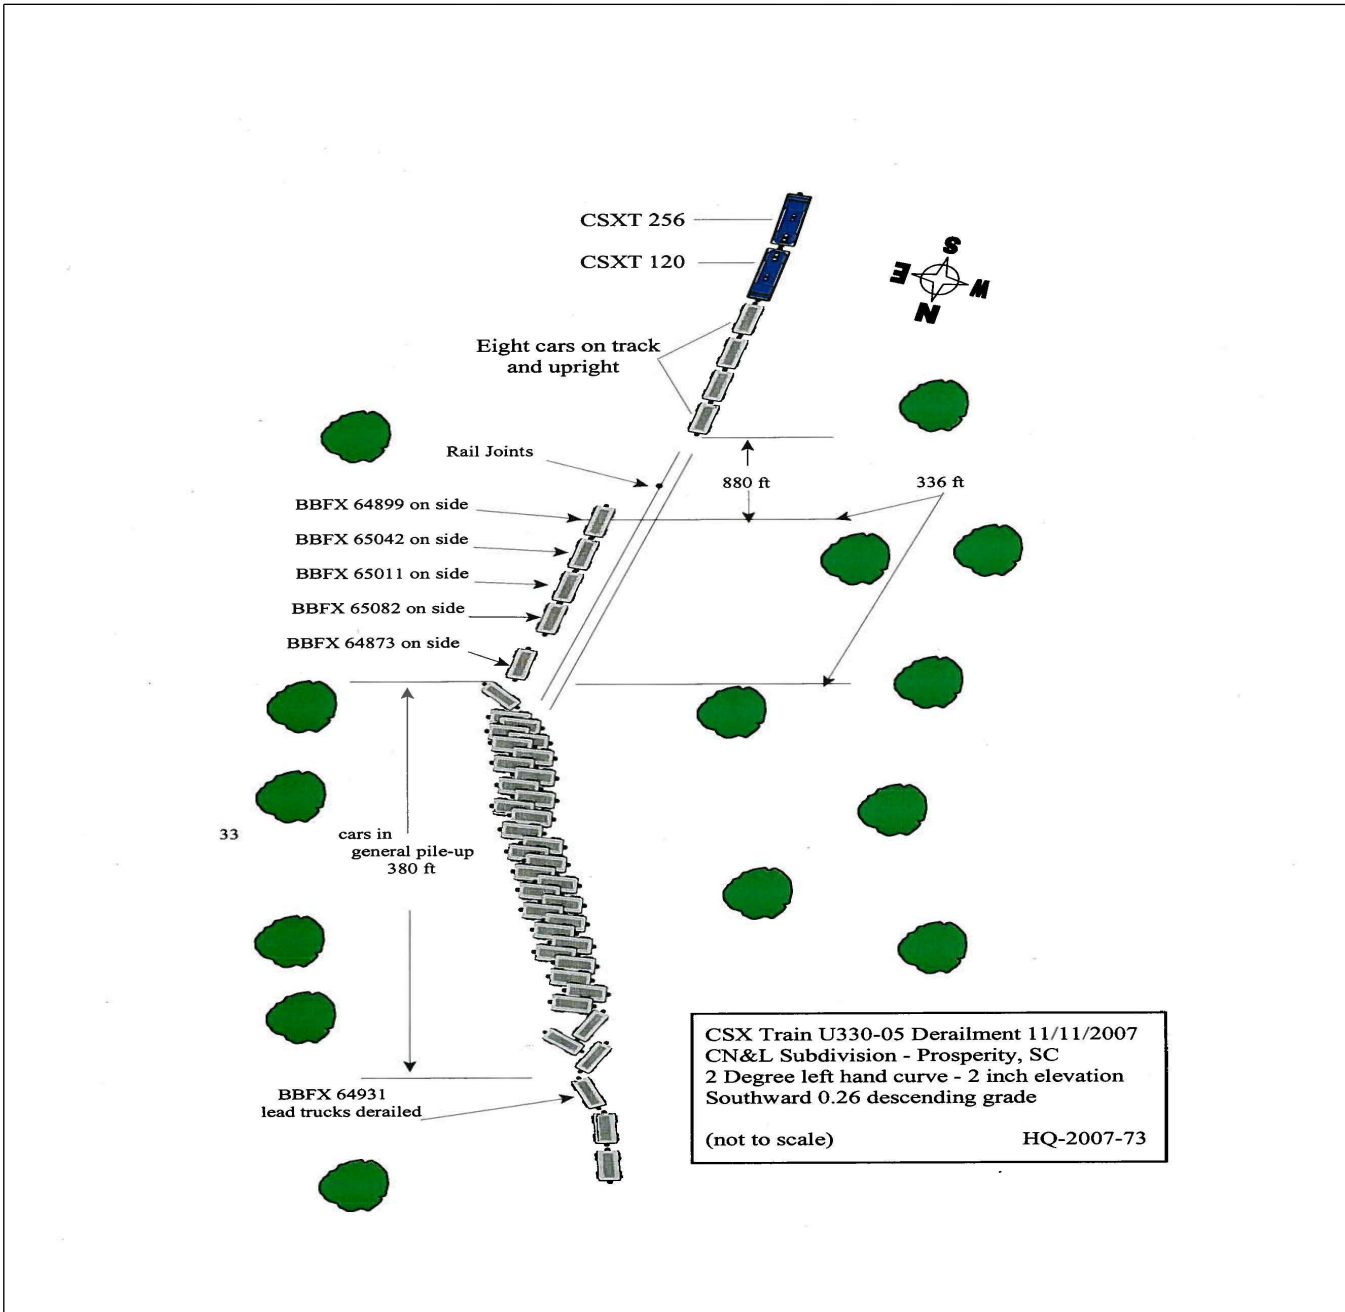 CSXT 256
CSXT 120
S
E
W
N
Eight cars on track
and upright
Rail Joints
880 ft
336 ft
BBFX 64899 on side
BBFX 65042 on side
BBFX 65011 on side
BBFX 65082 on side
BBFX 64873 on side
33
cars in
general pile-up
380 ft
BBFX 64931
lead trucks derailed
CSX Train U330-05 Derailment 11/11/2007
CN&L Subdivision - Prosperity, SC
2 Degree left hand curve - 2 inch elevation
Southward 0.26 descending grade
(not to scale) HQ-2007-73